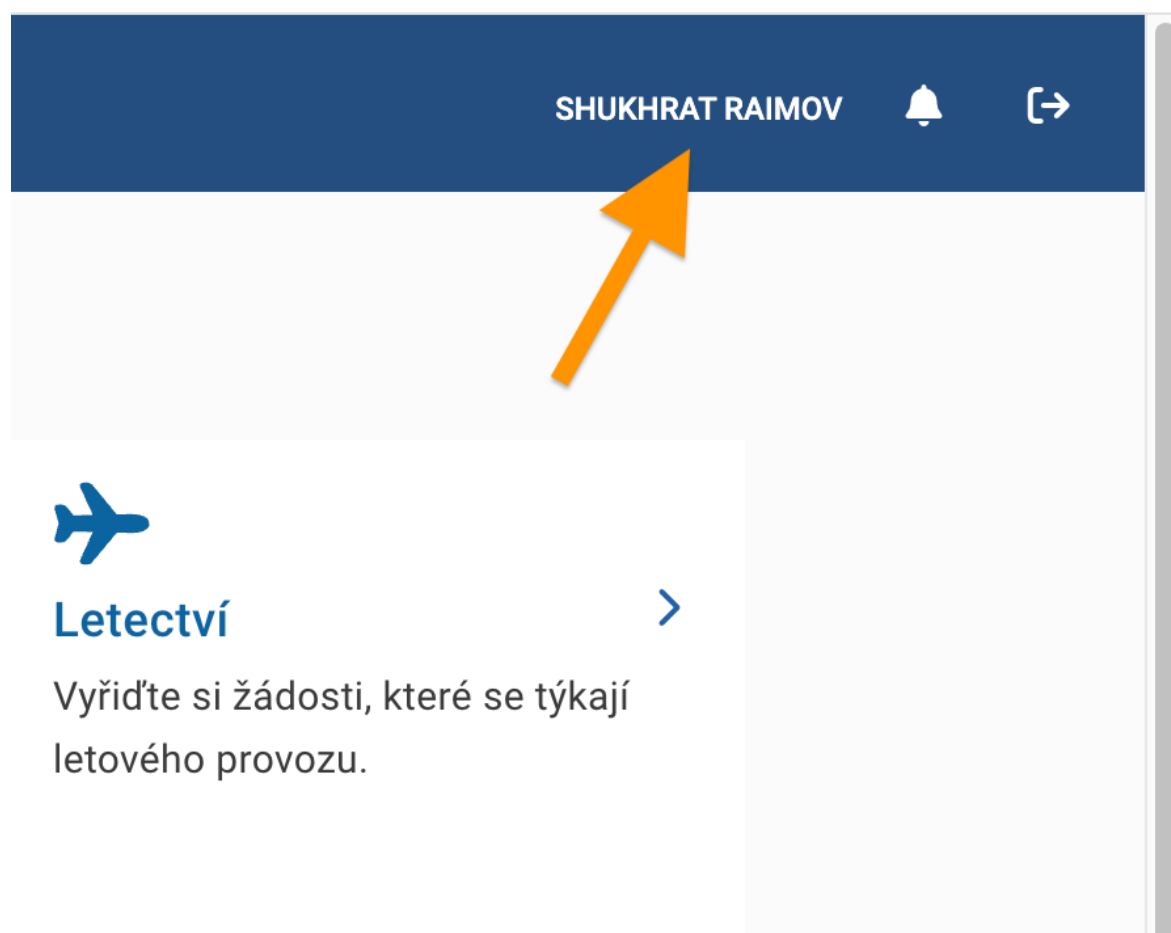 SHUKHRAT RAIMOV
Letectví
Vyřiďte si žádosti, které se týkají
letového provozu.